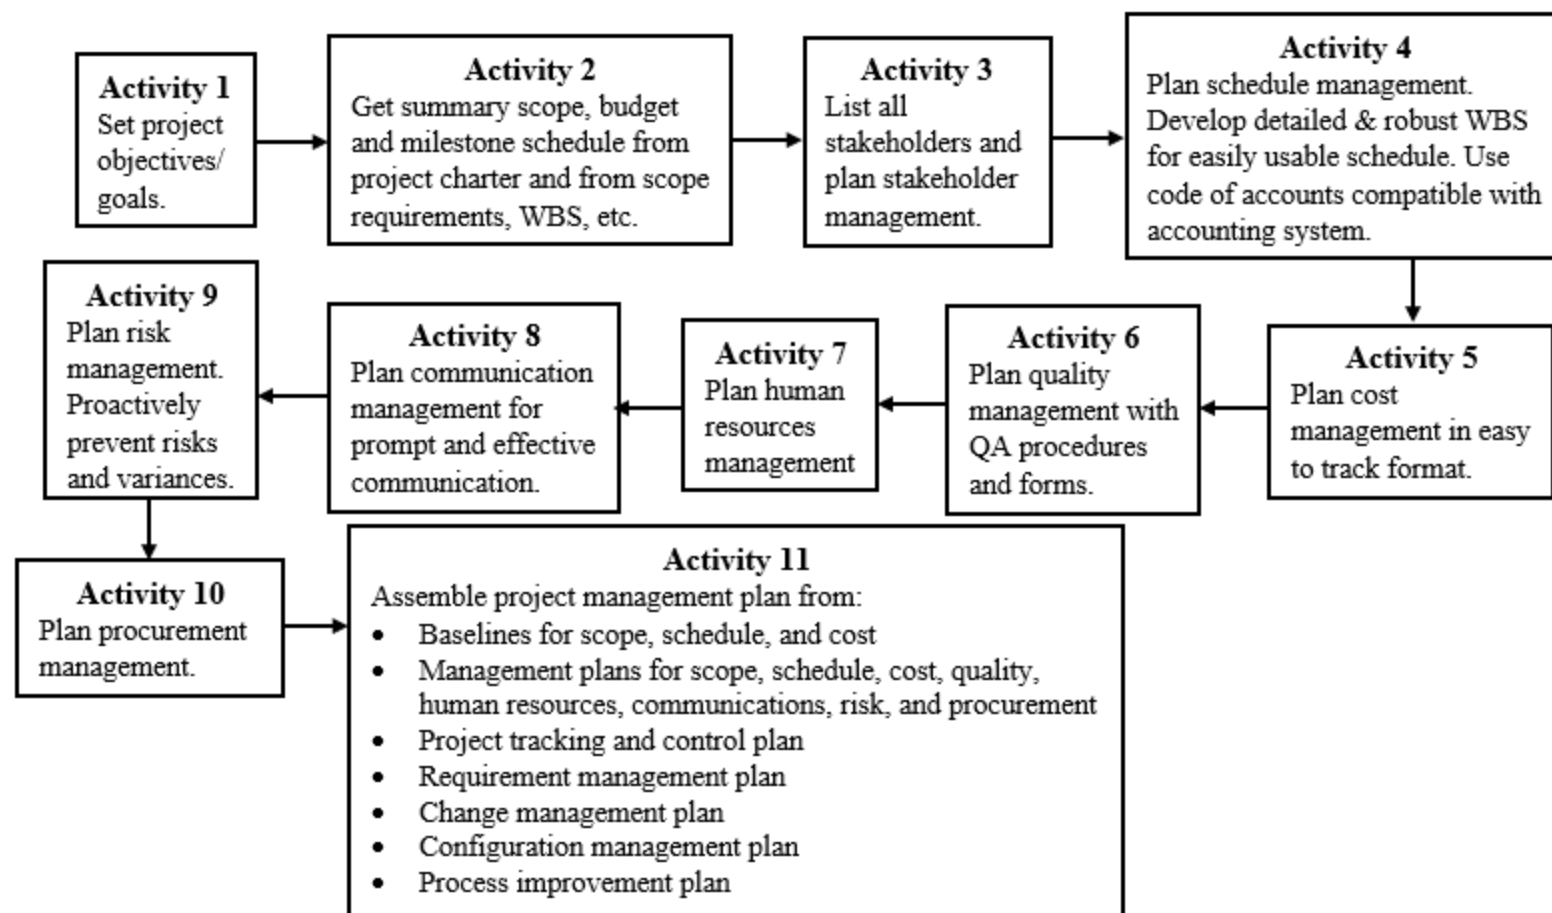 Activity 1
Set project
objectives/
goals.
Activity 2
Get summary scope, budget
and milestone schedule from
project charter and from scope
requirements, WBS, etc.
Activity 3
List all
stakeholders and
plan stakeholder
management.
Activity 4
Plan schedule management.
Develop detailed & robust WBS
for easily usable schedule. Use
code of accounts compatible with
accounting system.
Activity 5
Plan cost
management in easy
to track format.
Activity 6
Plan quality
management with
QA procedures
and forms.
Activity 7
Plan human
resources
management
Activity 8
Plan communication
management for
prompt and effective
communication.
Activity 9
Plan risk
management.
Proactively
prevent risks
and variances.
Activity 10
Plan procurement
management.
Activity 11
Assemble project management plan from:
• Baselines for scope, schedule, and cost
• Management plans for scope, schedule, cost, quality,
human resources, communications, risk, and procurement
• Project tracking and control plan
• Requirement management plan
• Change management plan
• Configuration management plan
• Process improvement plan